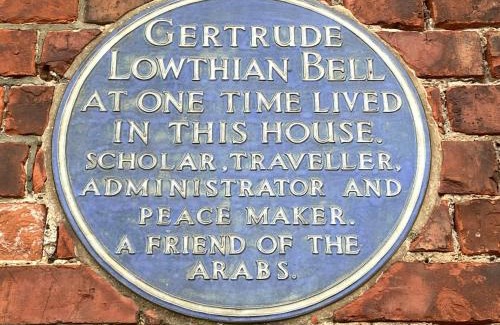 GERTRUDE
LOWTHIAN BELL
AT ONE TIME LIVED
IN THIS HOUSE.
SCHOLAR, TRAVELLER,
ADMINISTRATOR AND
PEACE MAKER.
A FRIEND OF THE
ARABS.